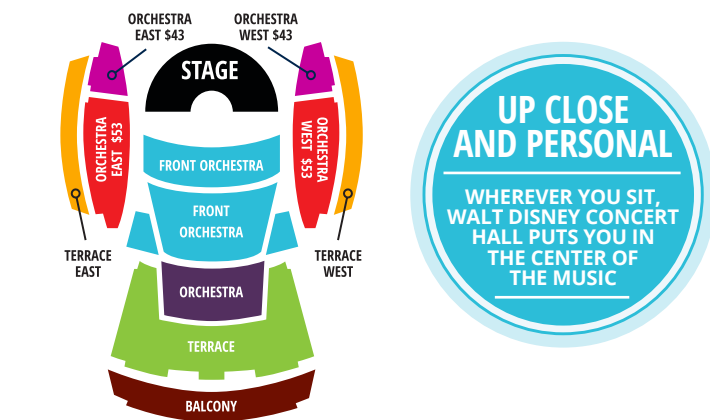 ORCHESTRA
EAST $43
ORCHESTRA
WEST $43
STAGE
ORCHESTRA
EAST $53
ORCHESTRA
WEST $53
FRONT ORCHESTRA
FRONT
ORCHESTRA
TERRACE
EAST
TERRACE
WEST
ORCHESTRA
TERRACE
BALCONY
UP CLOSE
AND PERSONAL
WHEREVER YOU SIT,
WALT DISNEY CONCERT
HALL PUTS YOU IN
THE CENTER OF
THE MUSIC